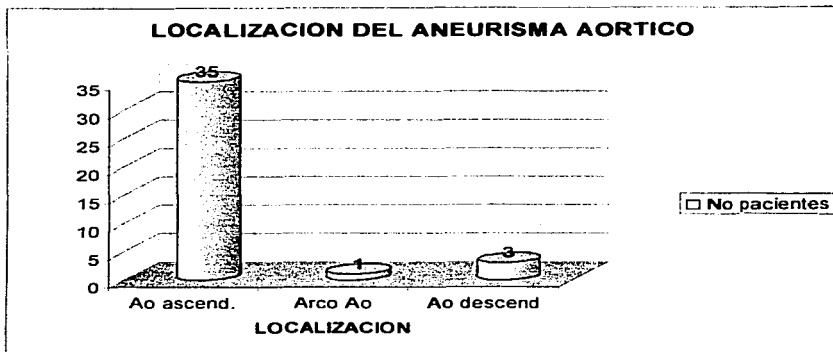 LOCALIZACION DEL ANEURISMA AORTICO
35
35
30
25
20
15
10
5
0
1
3
No pacientes
Ao ascend.
Arco Ao
Ao descend
LOCALIZACION